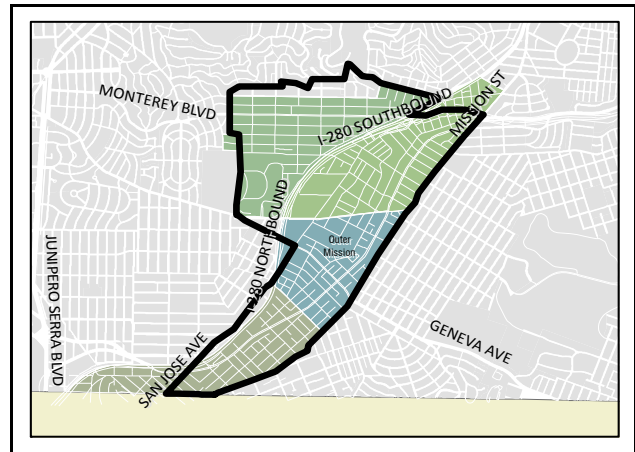 MONTEREY BLVD
I-280 SOUTHBOUND
MISSION ST
I-280 NORTHBOUND
Outer
Mission
JUNIPERO SERRA BLVD
SAN JOSE AVE
GENEVA AVE